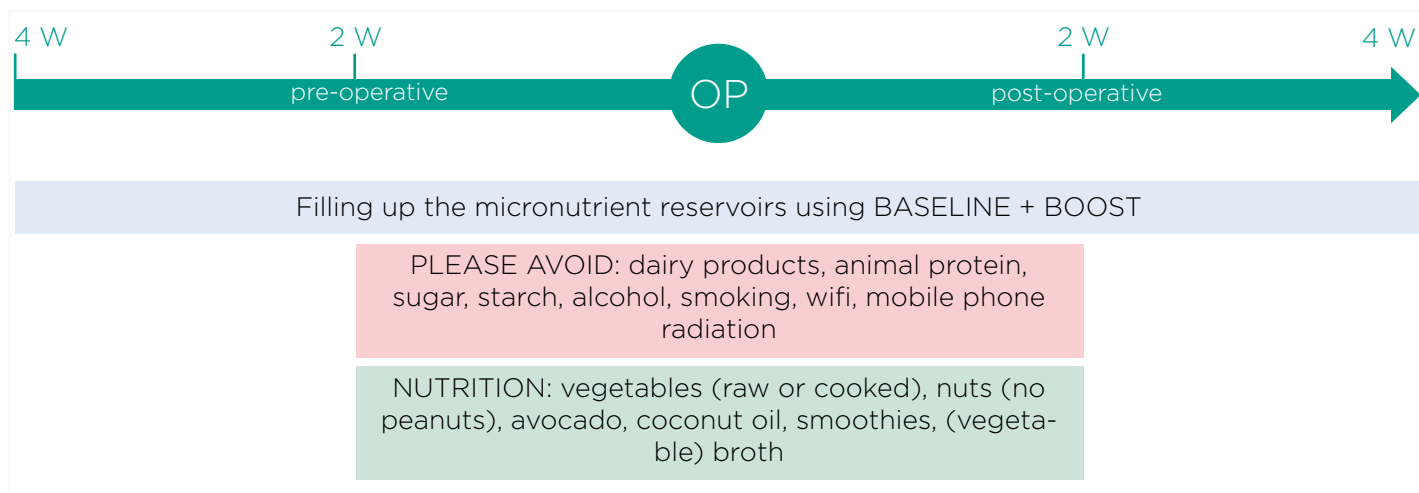 4 W 2 W 2 W 4 W
pre-operative OP post-operative
Filling up the micronutrient reservoirs using BASELINE + BOOST
PLEASE AVOID: dairy products, animal protein,
sugar, starch, alcohol, smoking, wifi, mobile phone
radiation
NUTRITION: vegetables (raw or cooked), nuts (no
peanuts), avocado, coconut oil, smoothies, (vegeta-
ble) broth